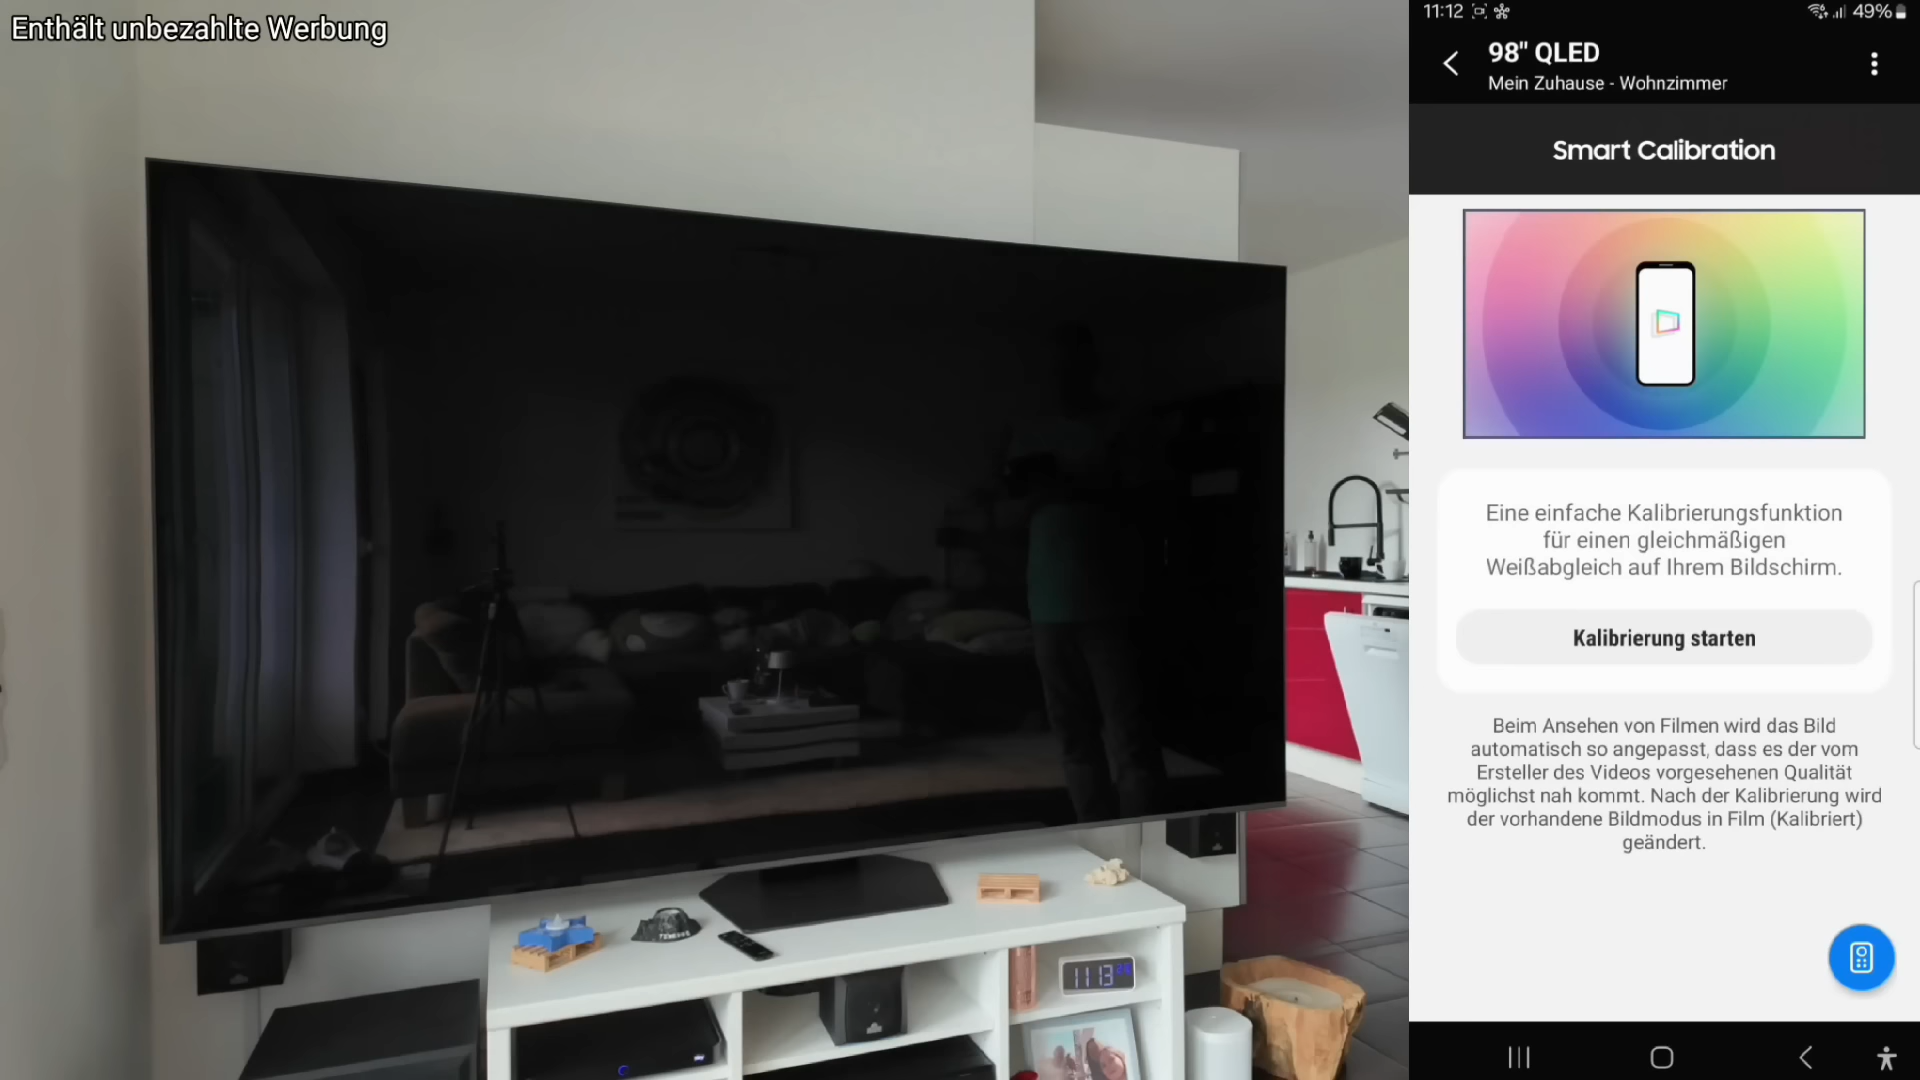 Enthält unbezahlte Werbung
11:12
49%
98" QLED
Mein Zuhause - Wohnzimmer
Smart Calibration
Eine einfache Kalibrierungsfunktion
für einen gleichmäßigen
Weißabgleich auf Ihrem Bildschirm.
Kalibrierung starten
Beim Ansehen von Filmen wird das Bild
automatisch so angepasst, dass es der vom
Ersteller des Videos vorgesehenen Qualität
möglichst nah kommt. Nach der Kalibrierung wird
der vorhandene Bildmodus in Film (Kalibriert)
geändert.
1113